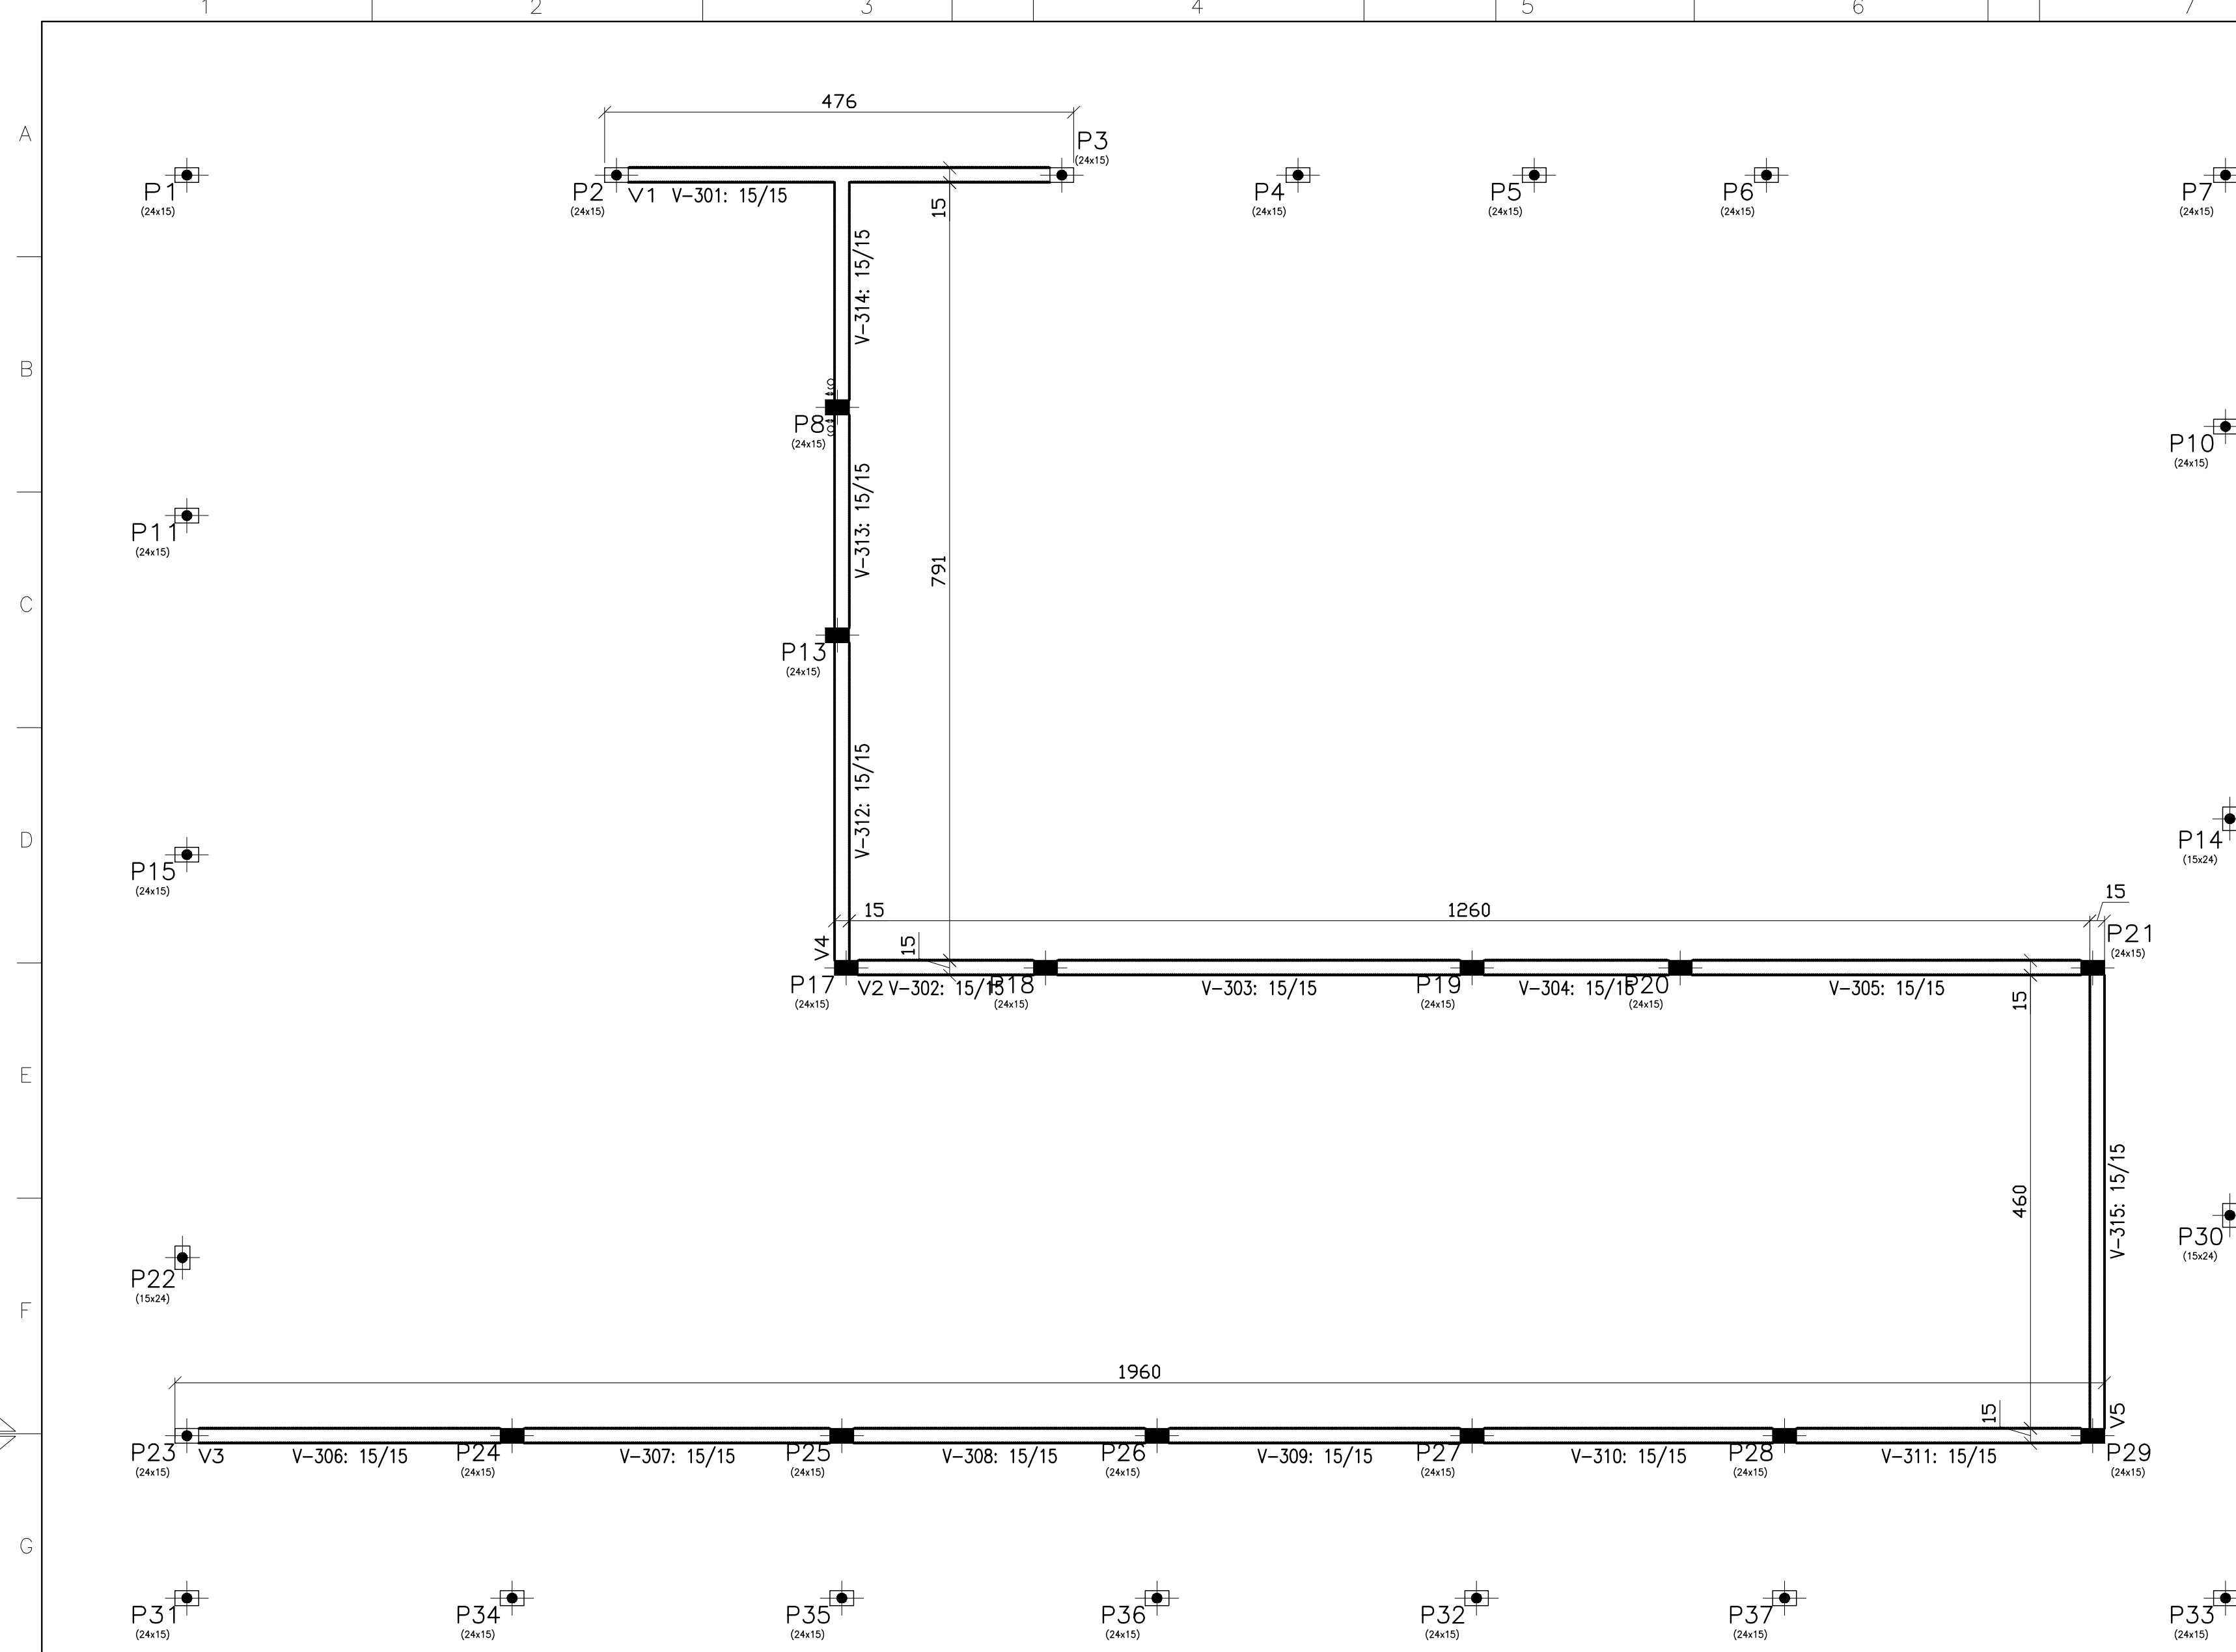 1 2 3 4 5 6 7
476
A
P3
(24x15)
P1
(24x15)
P2
(24x15)
V1 V-301: 15/15
P4
(24x15)
P5
(24x15)
P6
(24x15)
P7
(24x15)
15
V-314: 15/15
B
P8
(24x15)
P10
(24x15)
P11
(24x15)
V-313: 15/15
791
C
P13
(24x15)
V-312: 15/15
D
P14
(15x24)
P15
(24x15)
15
1260
15
V4
15
P21
(24x15)
P17
(24x15)
V2 V-302: 15/15
P18
(24x15)
V-303: 15/15
P19
(24x15)
V-304: 15/15
P20
(24x15)
V-305: 15/15
15
E
460
V-315: 15/15
P30
(15x24)
P22
(15x24)
F
1960
15
V5
P23
(24x15)
V3
V-306: 15/15
P24
(24x15)
V-307: 15/15
P25
(24x15)
V-308: 15/15
P26
(24x15)
V-309: 15/15
P27
(24x15)
V-310: 15/15
P28
(24x15)
V-311: 15/15
P29
(24x15)
G
P31
(24x15)
P34
(24x15)
P35
(24x15)
P36
(24x15)
P32
(24x15)
P37
(24x15)
P33
(24x15)